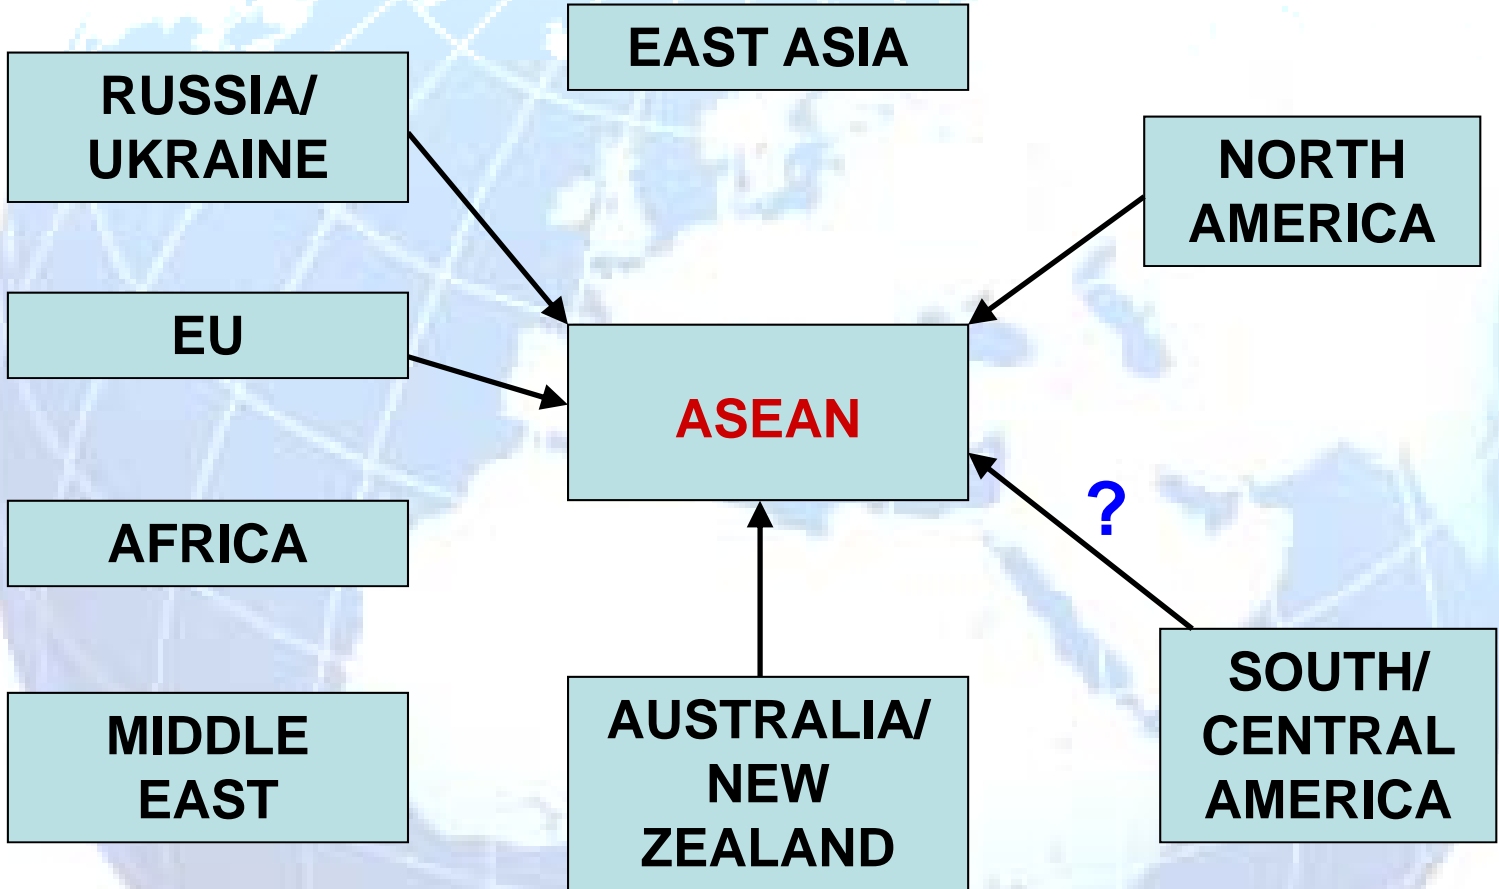 EAST ASIA
RUSSIA/
UKRAINE
NORTH
AMERICA
EU
ASEAN
?
AFRICA
SOUTH/
CENTRAL
AMERICA
AUSTRALIA/
NEW
ZEALAND
MIDDLE
EAST